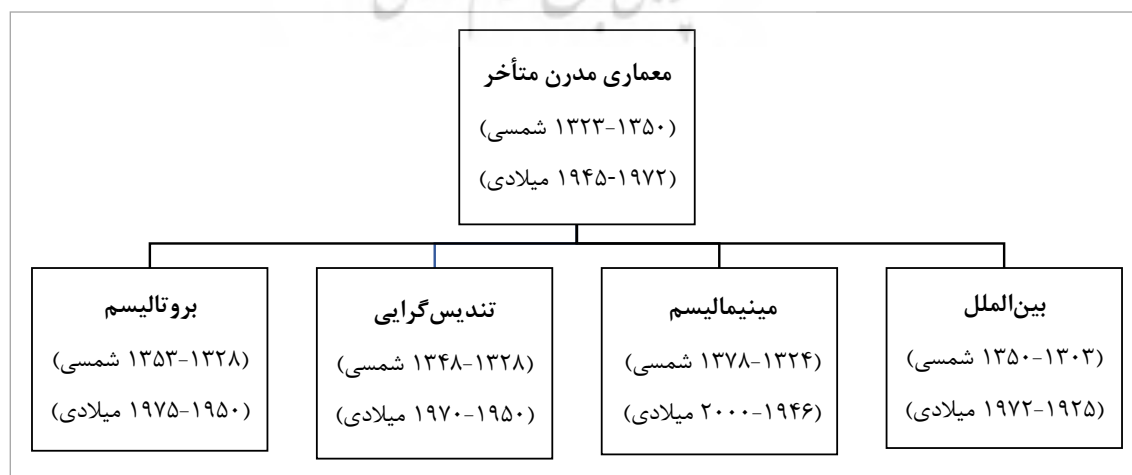 معماری مدرن متأخر
(۱۳۵۰-۱۳۲۳ شمسی)
(۱۹۷۲-۱۹۴۵ میلادی)
بین‌الملل
(۱۳۰۳-۱۳۵۰ شمسی)
(۱۹۲۵-۱۹۷۲ میلادی)
مینیمالیسم
(۱۳۲۴-۱۳۷۸ شمسی)
(۱۹۴۶-۲۰۰۰ میلادی)
تندیس‌گرایی
(۱۳۲۸-۱۳۴۸ شمسی)
(۱۹۵۰-۱۹۷۰ میلادی)
بروتالیسم
(۱۳۲۸-۱۳۵۳ شمسی)
(۱۹۵۰-۱۹۷۵ میلادی)